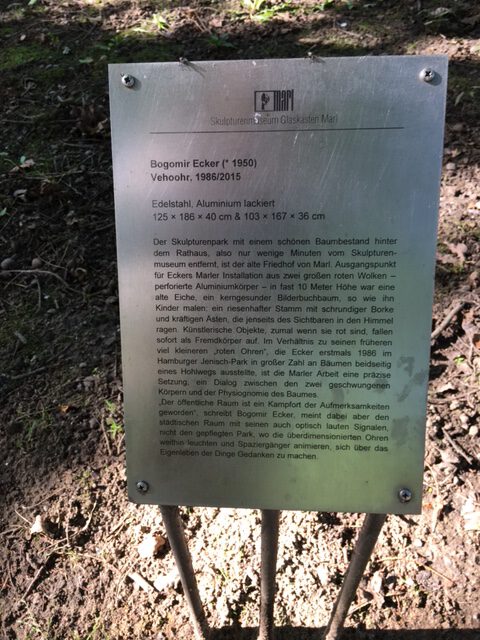 marl
Skulpturenmuseum Glaskasten Marl
Bogomir Ecker (* 1950)
Vehoohr, 1986/2015
Edelstahl, Aluminium lackiert
125 × 186 × 40 cm & 103 × 167 × 36 cm
Der Skulpturenpark mit einem schönen Baumbestand hinter
dem Rathaus, also nur wenige Minuten vom Skulpturen-
museum entfernt, ist der alte Friedhof von Marl. Ausgangspunkt
für Eckers Marler Installation aus zwei großen roten Wolken –
perforierte Aluminiumkörper – in fast 10 Meter Höhe war eine
alte Eiche, ein kerngesunder Bilderbuchbaum, so wie ihn
Kinder malen: ein riesenhafter Stamm mit schrundiger Borke
und kräftigen Ästen, die jenseits des Sichtbaren in den Himmel
ragen. Künstlerische Objekte, zumal wenn sie rot sind, fallen
sofort als Fremdkörper auf. Im Verhältnis zu seinen früheren
viel kleineren „roten Ohren", die Ecker erstmals 1986 im
Hamburger Jenisch-Park in großer Zahl an Bäumen beidseitig
eines Hohlwegs ausstellte, ist die Marler Arbeit eine präzise
Setzung, ein Dialog zwischen den zwei geschwungenen
Körpern und der Physiognomie des Baumes.
„Der öffentliche Raum ist ein Kampfort der Aufmerksamkeiten
geworden", schreibt Bogomir Ecker, meint dabei aber den
städtischen Raum mit seinen auch optisch lauten Signalen,
nicht den gepflegten Park, wo die überdimensionierten Ohren
weithin leuchten und Spaziergänger animieren, sich über das
Eigenleben der Dinge Gedanken zu machen.